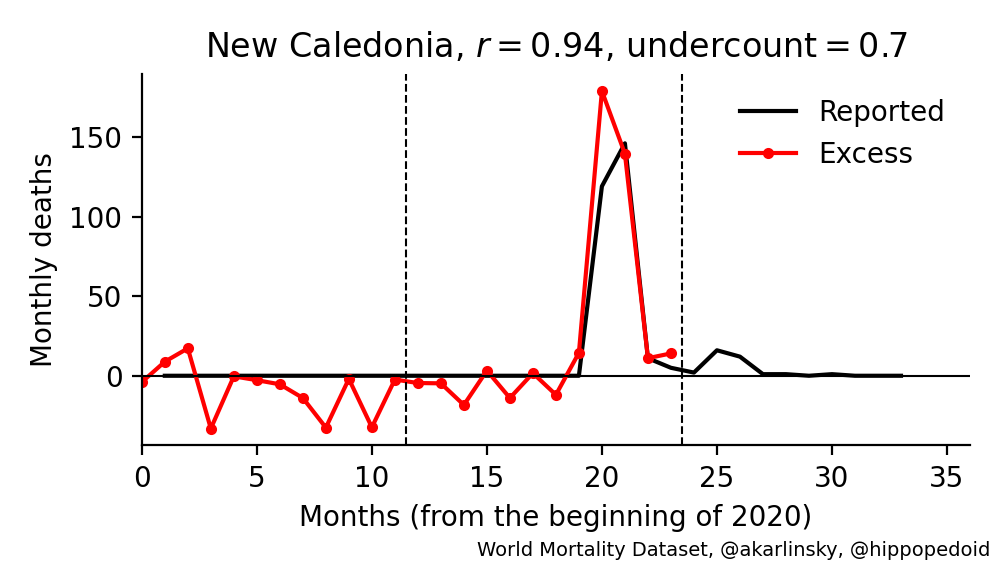 New Caledonia, r = 0.94, undercount = 0.7
Reported
Excess
Monthly deaths
150
100
50
0
0 5 10 15 20 25 30 35
Months (from the beginning of 2020)
World Mortality Dataset, @akarlinsky, @hippopedoid